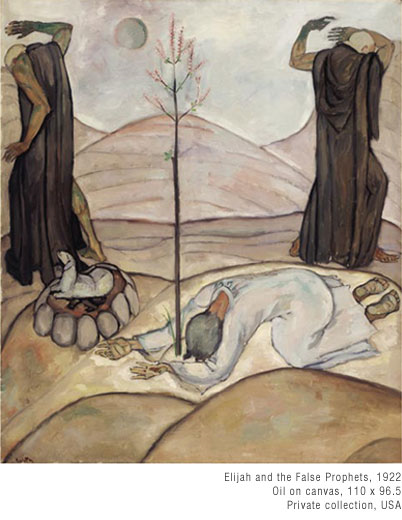 Elijah and the False Prophets, 1922
Oil on canvas, 110 x 96.5
Private collection, USA